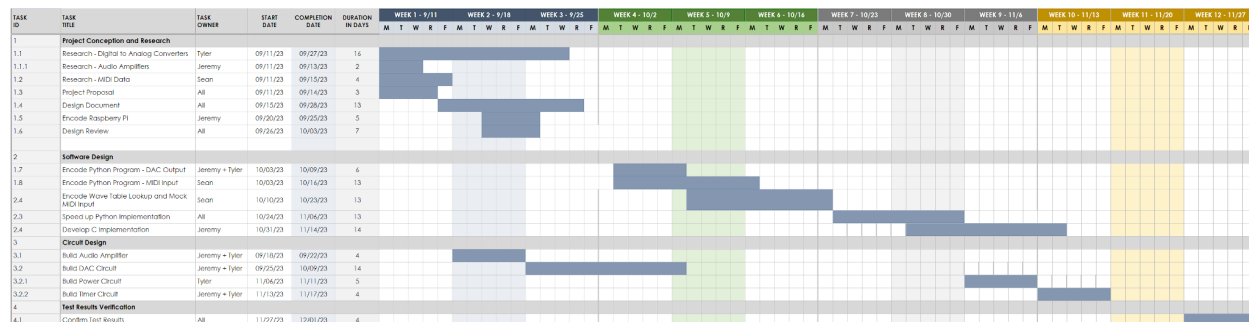 TASK ID TASK TITLE TASK OWNER START DATE COMPLETION DATE DURATION IN DAYS WEEK 1 - 9/11 WEEK 2 - 9/18 WEEK 3 - 9/25 WEEK 4 - 10/2 WEEK 5 - 10/9 WEEK 6 - 10/16 WEEK 7 - 10/23 WEEK 8 - 10/30 WEEK 9 - 11/6 WEEK 10 - 11/13 WEEK 11 - 11/20 WEEK 12 - 11/27
M T W R F M T W R F M T W R F M T W R F M T W R F M T W R F M T W R F M T W R F M T W R F M T W R F M T W R F M T W R
1 Project Conception and Research
1.1 Research - Digital to Analog Converters Tyler 09/11/23 09/27/23 16
1.1.1 Research - Audio Amplifiers Jeremy 09/11/23 09/13/23 2
1.2 Research - MIDI Data Sean 09/11/23 09/15/23 4
1.3 Project Proposal All 09/11/23 09/14/23 3
1.4 Design Document All 09/15/23 09/28/23 13
1.5 Encode Raspberry Pi Jeremy 09/20/23 09/25/23 5
1.6 Design Review All 09/26/23 10/03/23 7
2 Software Design
1.7 Encode Python Program - DAC Output Jeremy + Tyler 10/03/23 10/09/23 6
1.8 Encode Python Program - MIDI Input Sean 10/03/23 10/16/23 13
2.4 Encode Wave Table Lookup and Mock MIDI Input Sean 10/10/23 10/23/23 13
2.3 Speed up Python Implementation All 10/24/23 11/06/23 13
2.4 Develop C Implementation Jeremy 10/31/23 11/14/23 14
3 Circuit Design
3.1 Build Audio Amplifier Jeremy + Tyler 09/18/23 09/22/23 4
3.2 Build DAC Circuit Jeremy + Tyler 09/25/23 10/09/23 14
3.2.1 Build Power Circuit Tyler 11/06/23 11/11/23 5
3.2.2 Build Timer Circuit Jeremy + Tyler 11/13/23 11/17/23 4
4 Test Results Verification
4.1 Confirm Test Results All 11/27/23 12/01/23 4